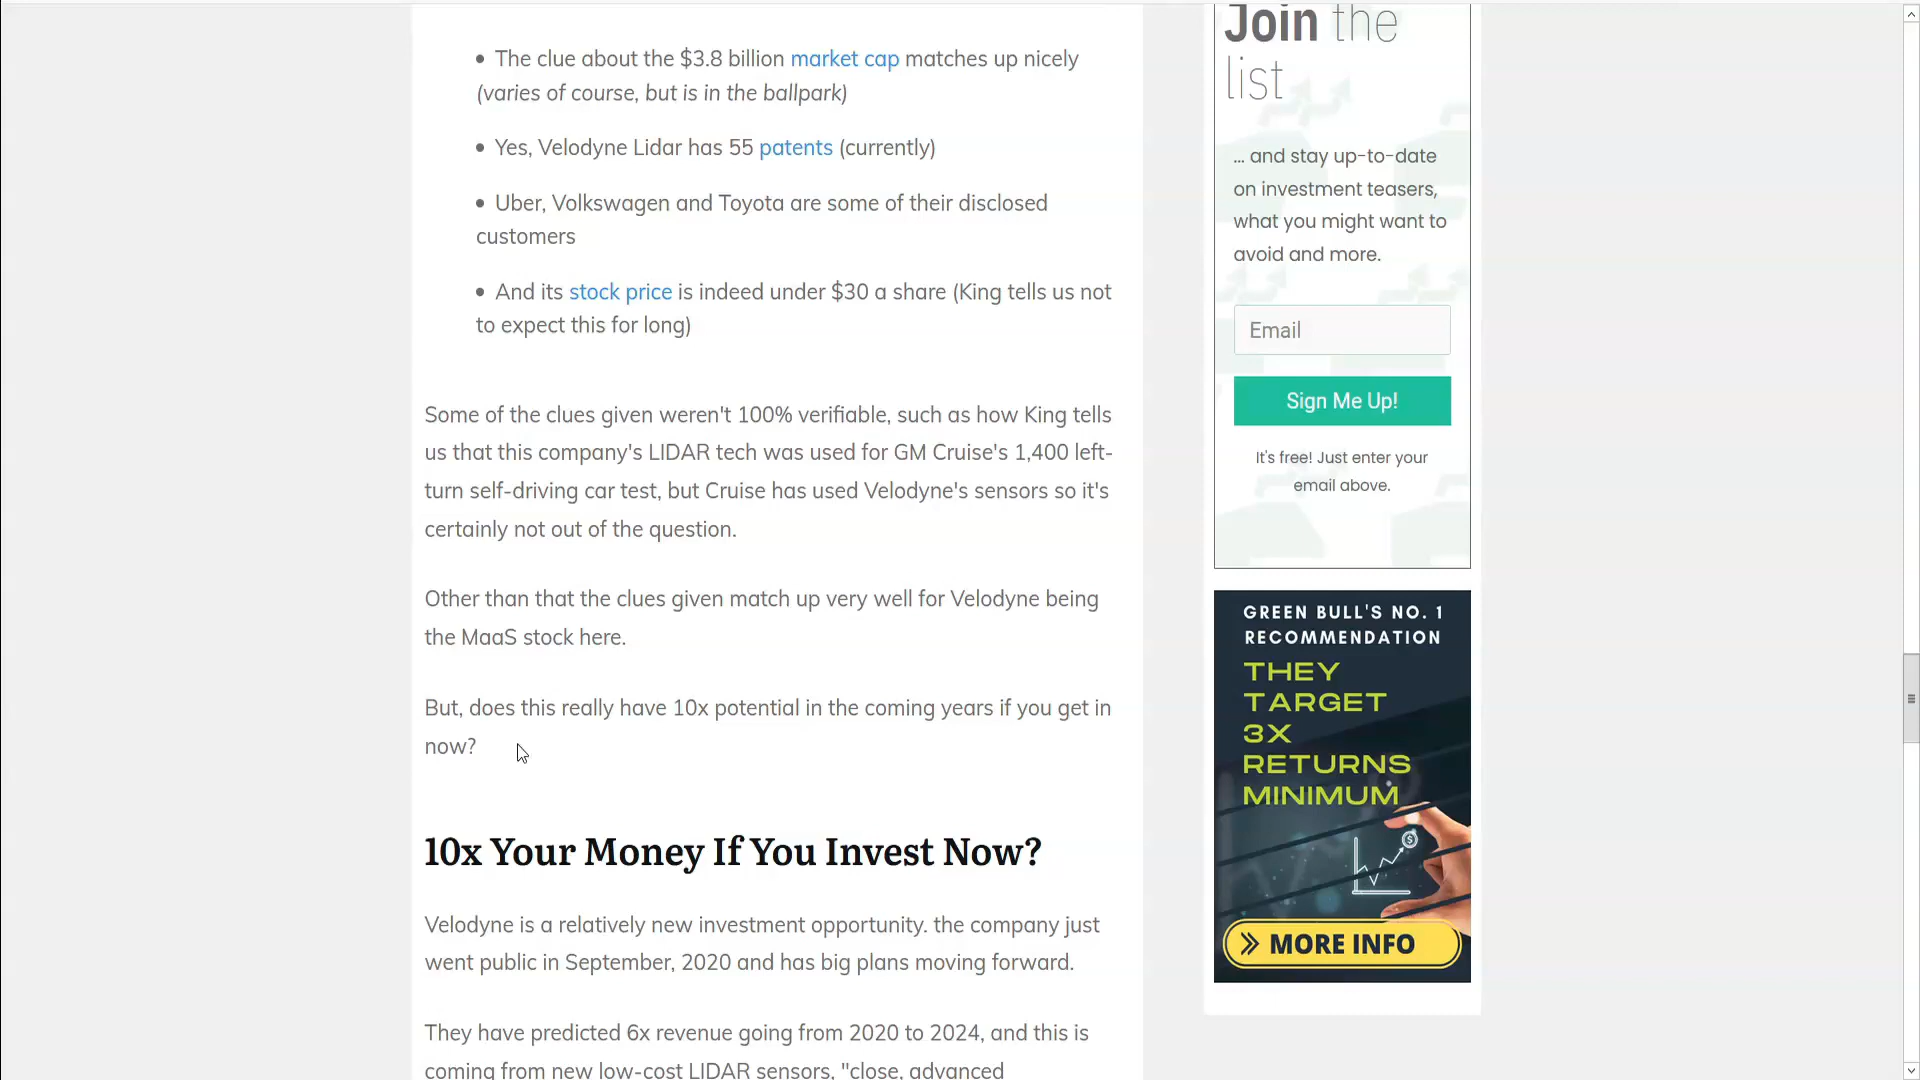 • The clue about the $3.8 billion market cap matches up nicely
(varies of course, but is in the ballpark)
• Yes, Velodyne Lidar has 55 patents (currently)
• Uber, Volkswagen and Toyota are some of their disclosed
customers
• And its stock price is indeed under $30 a share (King tells us not
to expect this for long)
Some of the clues given weren't 100% verifiable, such as how King tells
us that this company's LIDAR tech was used for GM Cruise's 1,400 left-
turn self-driving car test, but Cruise has used Velodyne's sensors so it's
certainly not out of the question.
Other than that the clues given match up very well for Velodyne being
the MaaS stock here.
But, does this really have 10x potential in the coming years if you get in
now?
10x Your Money If You Invest Now?
Velodyne is a relatively new investment opportunity. the company just
went public in September, 2020 and has big plans moving forward.
They have predicted 6x revenue going from 2020 to 2024, and this is
coming from new low-cost LIDAR sensors, "close, advanced
Join the
list
... and stay up-to-date
on investment teasers,
what you might want to
avoid and more.
Email
Sign Me Up!
It's free! Just enter your
email above.
GREEN BULL'S NO. 1
RECOMMENDATION
THEY
TARGET
3X
RETURNS
MINIMUM
MORE INFO